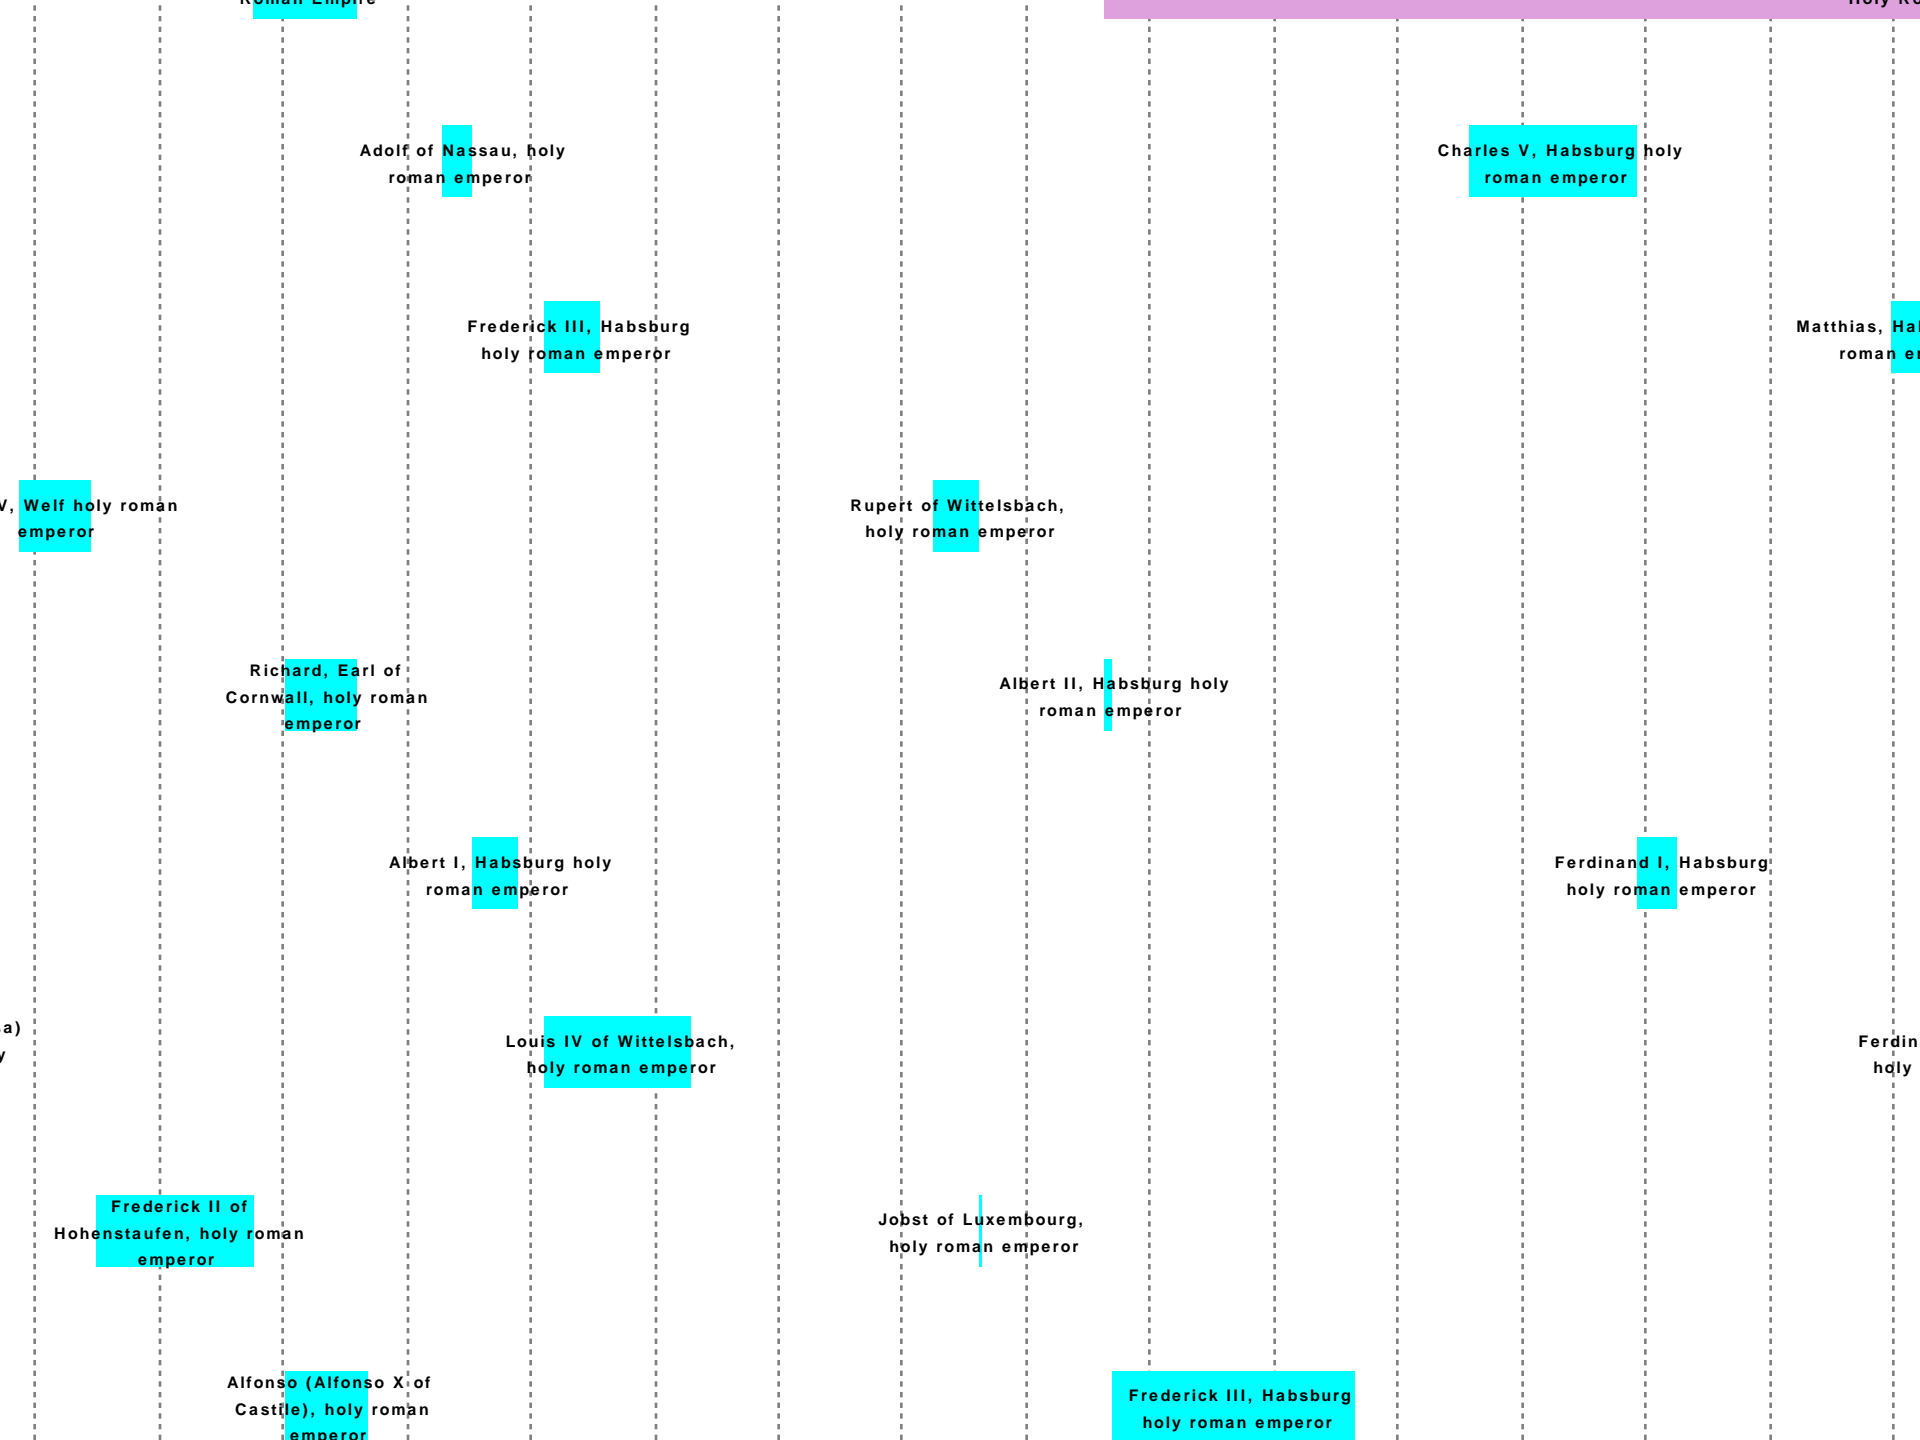 Roman Empire
Adolf of Nassau, holy
roman emperor
Charles V, Habsburg holy
roman emperor
Frederick III, Habsburg
holy roman emperor
Matthias,
roman
V, Welf holy roman
emperor
Rupert of Wittelsbach,
holy roman emperor
Richard, Earl of
Cornwall, holy roman
emperor
Albert II, Habsburg holy
roman emperor
Albert I, Habsburg holy
roman emperor
Ferdinand I, Habsburg
holy roman emperor
Louis IV of Wittelsbach,
holy roman emperor
holy
Frederick II of
Hohenstaufen, holy roman
emperor
Jobst of Luxembourg,
holy roman emperor
Alfonso (Alfonso X of
Castile), holy roman
emperor
Frederick III, Habsburg
holy roman emperor